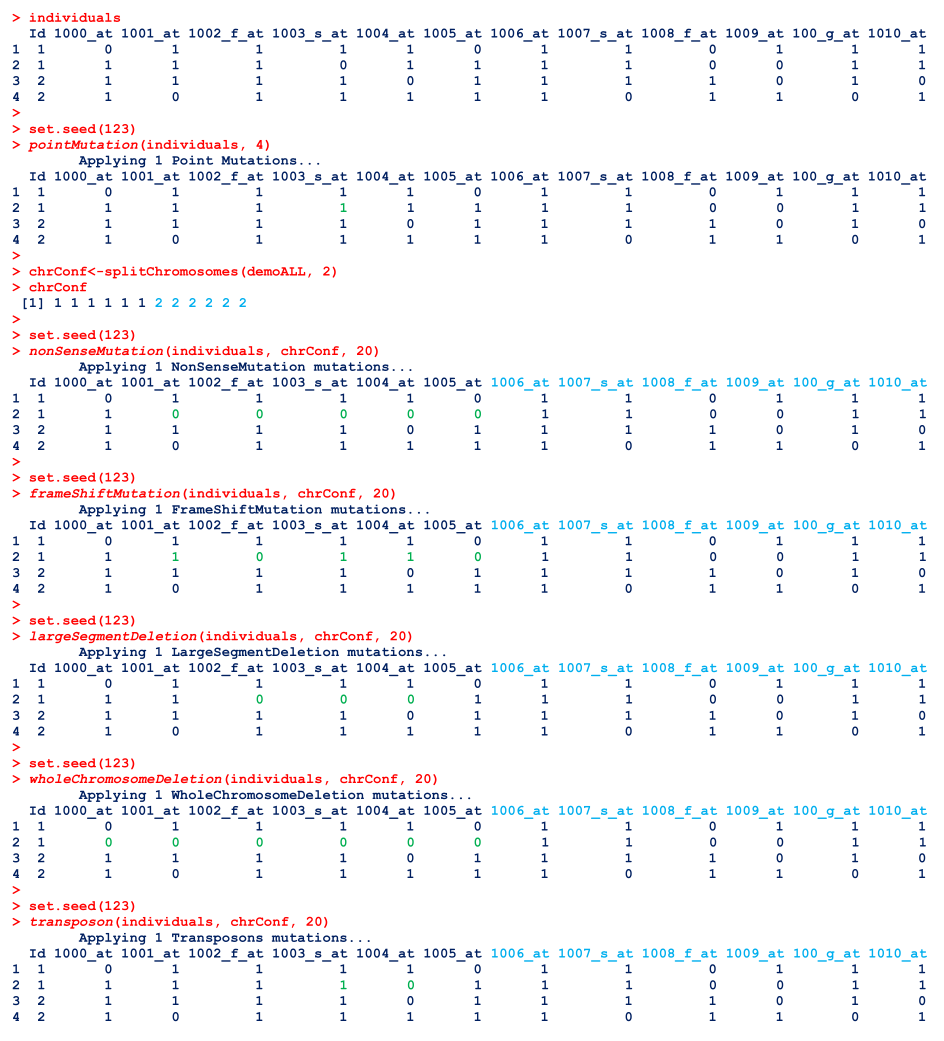 > individuals
  Id 1000_at 1001_at 1002_f_at 1003_s_at 1004_at 1005_at 1006_at 1007_s_at 1008_f_at 1009_at 100_g_at 1010_at
1 1 0 1 1 1 1 0 1 1 0 1 1 1
2 1 1 1 1 0 1 1 1 1 0 0 1 1
3 2 1 1 1 1 0 1 1 1 1 0 1 0
4 2 1 0 1 1 1 1 1 0 1 1 0 1
>
> set.seed(123)
> pointMutation(individuals, 4)
Applying 1 Point Mutations...
  Id 1000_at 1001_at 1002_f_at 1003_s_at 1004_at 1005_at 1006_at 1007_s_at 1008_f_at 1009_at 100_g_at 1010_at
1 1 0 1 1 1 1 0 1 1 0 1 1 1
2 1 1 1 1 1 1 1 1 1 0 0 1 1
3 2 1 1 1 1 0 1 1 1 1 0 1 0
4 2 1 0 1 1 1 1 1 0 1 1 0 1
>
> chrConf<-splitChromosomes(demoALL, 2)
> chrConf
[1] 1 1 1 1 1 1 2 2 2 2 2 2
>
> set.seed(123)
> nonSenseMutation(individuals, chrConf, 20)
Applying 1 NonSenseMutation mutations...
  Id 1000_at 1001_at 1002_f_at 1003_s_at 1004_at 1005_at 1006_at 1007_s_at 1008_f_at 1009_at 100_g_at 1010_at
1 1 0 1 1 1 1 0 1 1 0 1 1 1
2 1 1 0 0 0 0 0 1 1 0 0 1 1
3 2 1 1 1 1 0 1 1 1 1 0 1 0
4 2 1 0 1 1 1 1 1 0 1 1 0 1
>
> set.seed(123)
> frameShiftMutation(individuals, chrConf, 20)
Applying 1 FrameShiftMutation mutations...
  Id 1000_at 1001_at 1002_f_at 1003_s_at 1004_at 1005_at 1006_at 1007_s_at 1008_f_at 1009_at 100_g_at 1010_at
1 1 0 1 1 1 1 0 1 1 0 1 1 1
2 1 1 1 0 1 1 0 1 1 0 0 1 1
3 2 1 1 1 1 0 1 1 1 1 0 1 0
4 2 1 0 1 1 1 1 1 0 1 1 0 1
>
> set.seed(123)
> largeSegmentDeletion(individuals, chrConf, 20)
Applying 1 LargeSegmentDeletion mutations...
  Id 1000_at 1001_at 1002_f_at 1003_s_at 1004_at 1005_at 1006_at 1007_s_at 1008_f_at 1009_at 100_g_at 1010_at
1 1 0 1 1 1 1 0 1 1 0 1 1 1
2 1 1 1 0 0 0 1 1 1 0 0 1 1
3 2 1 1 1 1 0 1 1 1 1 0 1 0
4 2 1 0 1 1 1 1 1 0 1 1 0 1
>
> set.seed(123)
> wholeChromosomeDeletion(individuals, chrConf, 20)
Applying 1 WholeChromosomeDeletion mutations...
  Id 1000_at 1001_at 1002_f_at 1003_s_at 1004_at 1005_at 1006_at 1007_s_at 1008_f_at 1009_at 100_g_at 1010_at
1 1 0 1 1 1 1 0 1 1 0 1 1 1
2 1 0 0 0 0 0 0 1 1 0 0 1 1
3 2 1 1 1 1 0 1 1 1 1 0 1 0
4 2 1 0 1 1 1 1 1 0 1 1 0 1
>
> set.seed(123)
> transposon(individuals, chrConf, 20)
Applying 1 Transposons mutations...
  Id 1000_at 1001_at 1002_f_at 1003_s_at 1004_at 1005_at 1006_at 1007_s_at 1008_f_at 1009_at 100_g_at 1010_at
1 1 0 1 1 1 1 0 1 1 0 1 1 1
2 1 1 1 1 1 0 1 1 1 0 0 1 1
3 2 1 1 1 1 0 1 1 1 1 0 1 0
4 2 1 0 1 1 1 1 1 0 1 1 0 1